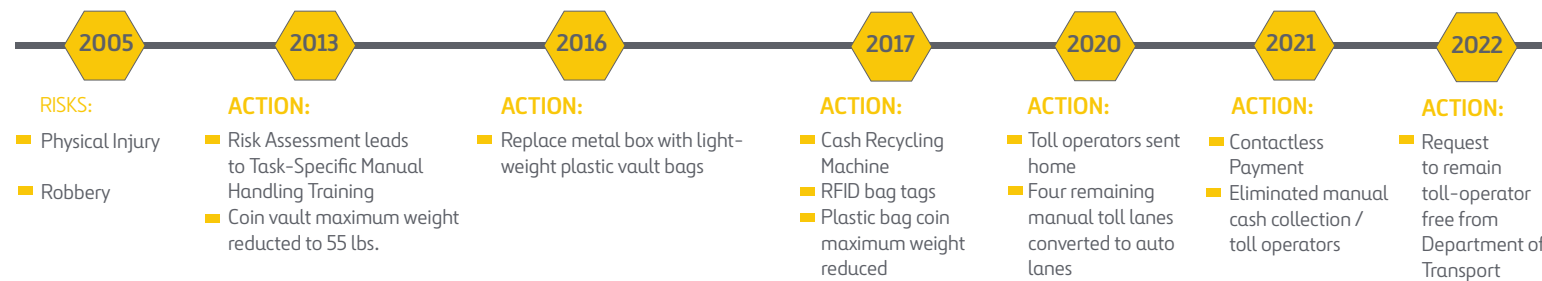 2005
RISKS:
Physical Injury
Robbery
2013
ACTION:
Risk Assessment leads
to Task-Specific Manual
Handling Training
Coin vault maximum weight
reducted to 55 lbs.
2016
ACTION:
Replace metal box with light-
weight plastic vault bags
2017
ACTION:
Cash Recycling
Machine
RFID bag tags
Plastic bag coin
maximum weight
reduced
2020
ACTION:
Toll operators sent
home
Four remaining
manual toll lanes
converted to auto
lanes
2021
ACTION:
Contactless
Payment
Eliminated manual
cash collection /
toll operators
2022
ACTION:
Request
to remain
toll-operator
free from
Department of
Transport